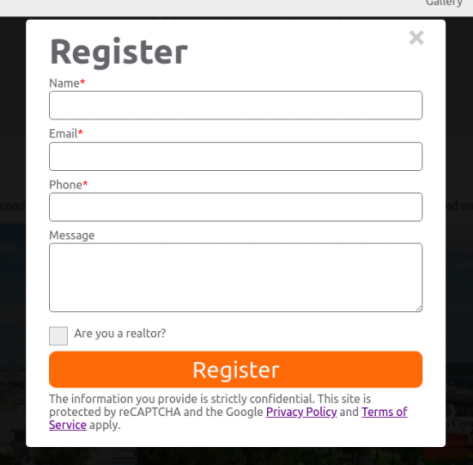 Gallery
Register
×
Name*
Email*
Phone*
Message
Are you a realtor?
Register
The information you provide is strictly confidential. This site is
protected by reCAPTCHA and the Google Privacy Policy and Terms of
Service apply.